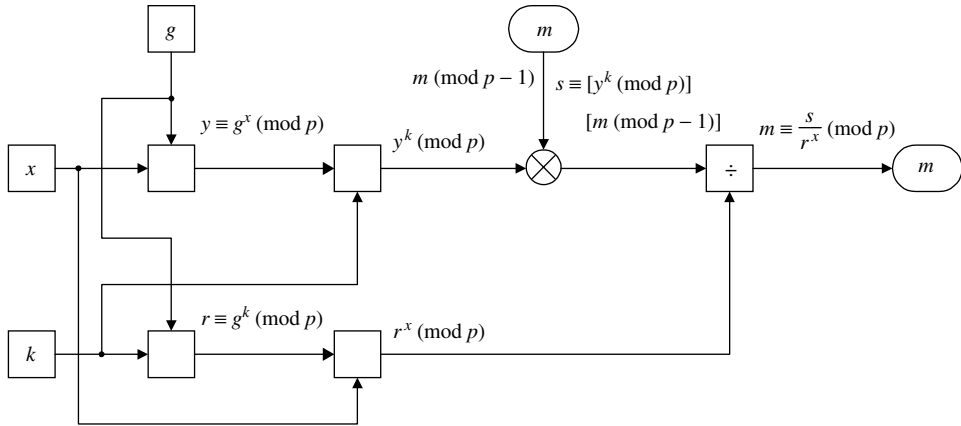 g
m
m (mod p – 1)
s ≡ [y^k (mod p)]
[m (mod p – 1)]
y ≡ g^x (mod p)
y^k (mod p)
m ≡ s/r^x (mod p)
x
÷
m
r ≡ g^k (mod p)
r^x (mod p)
k